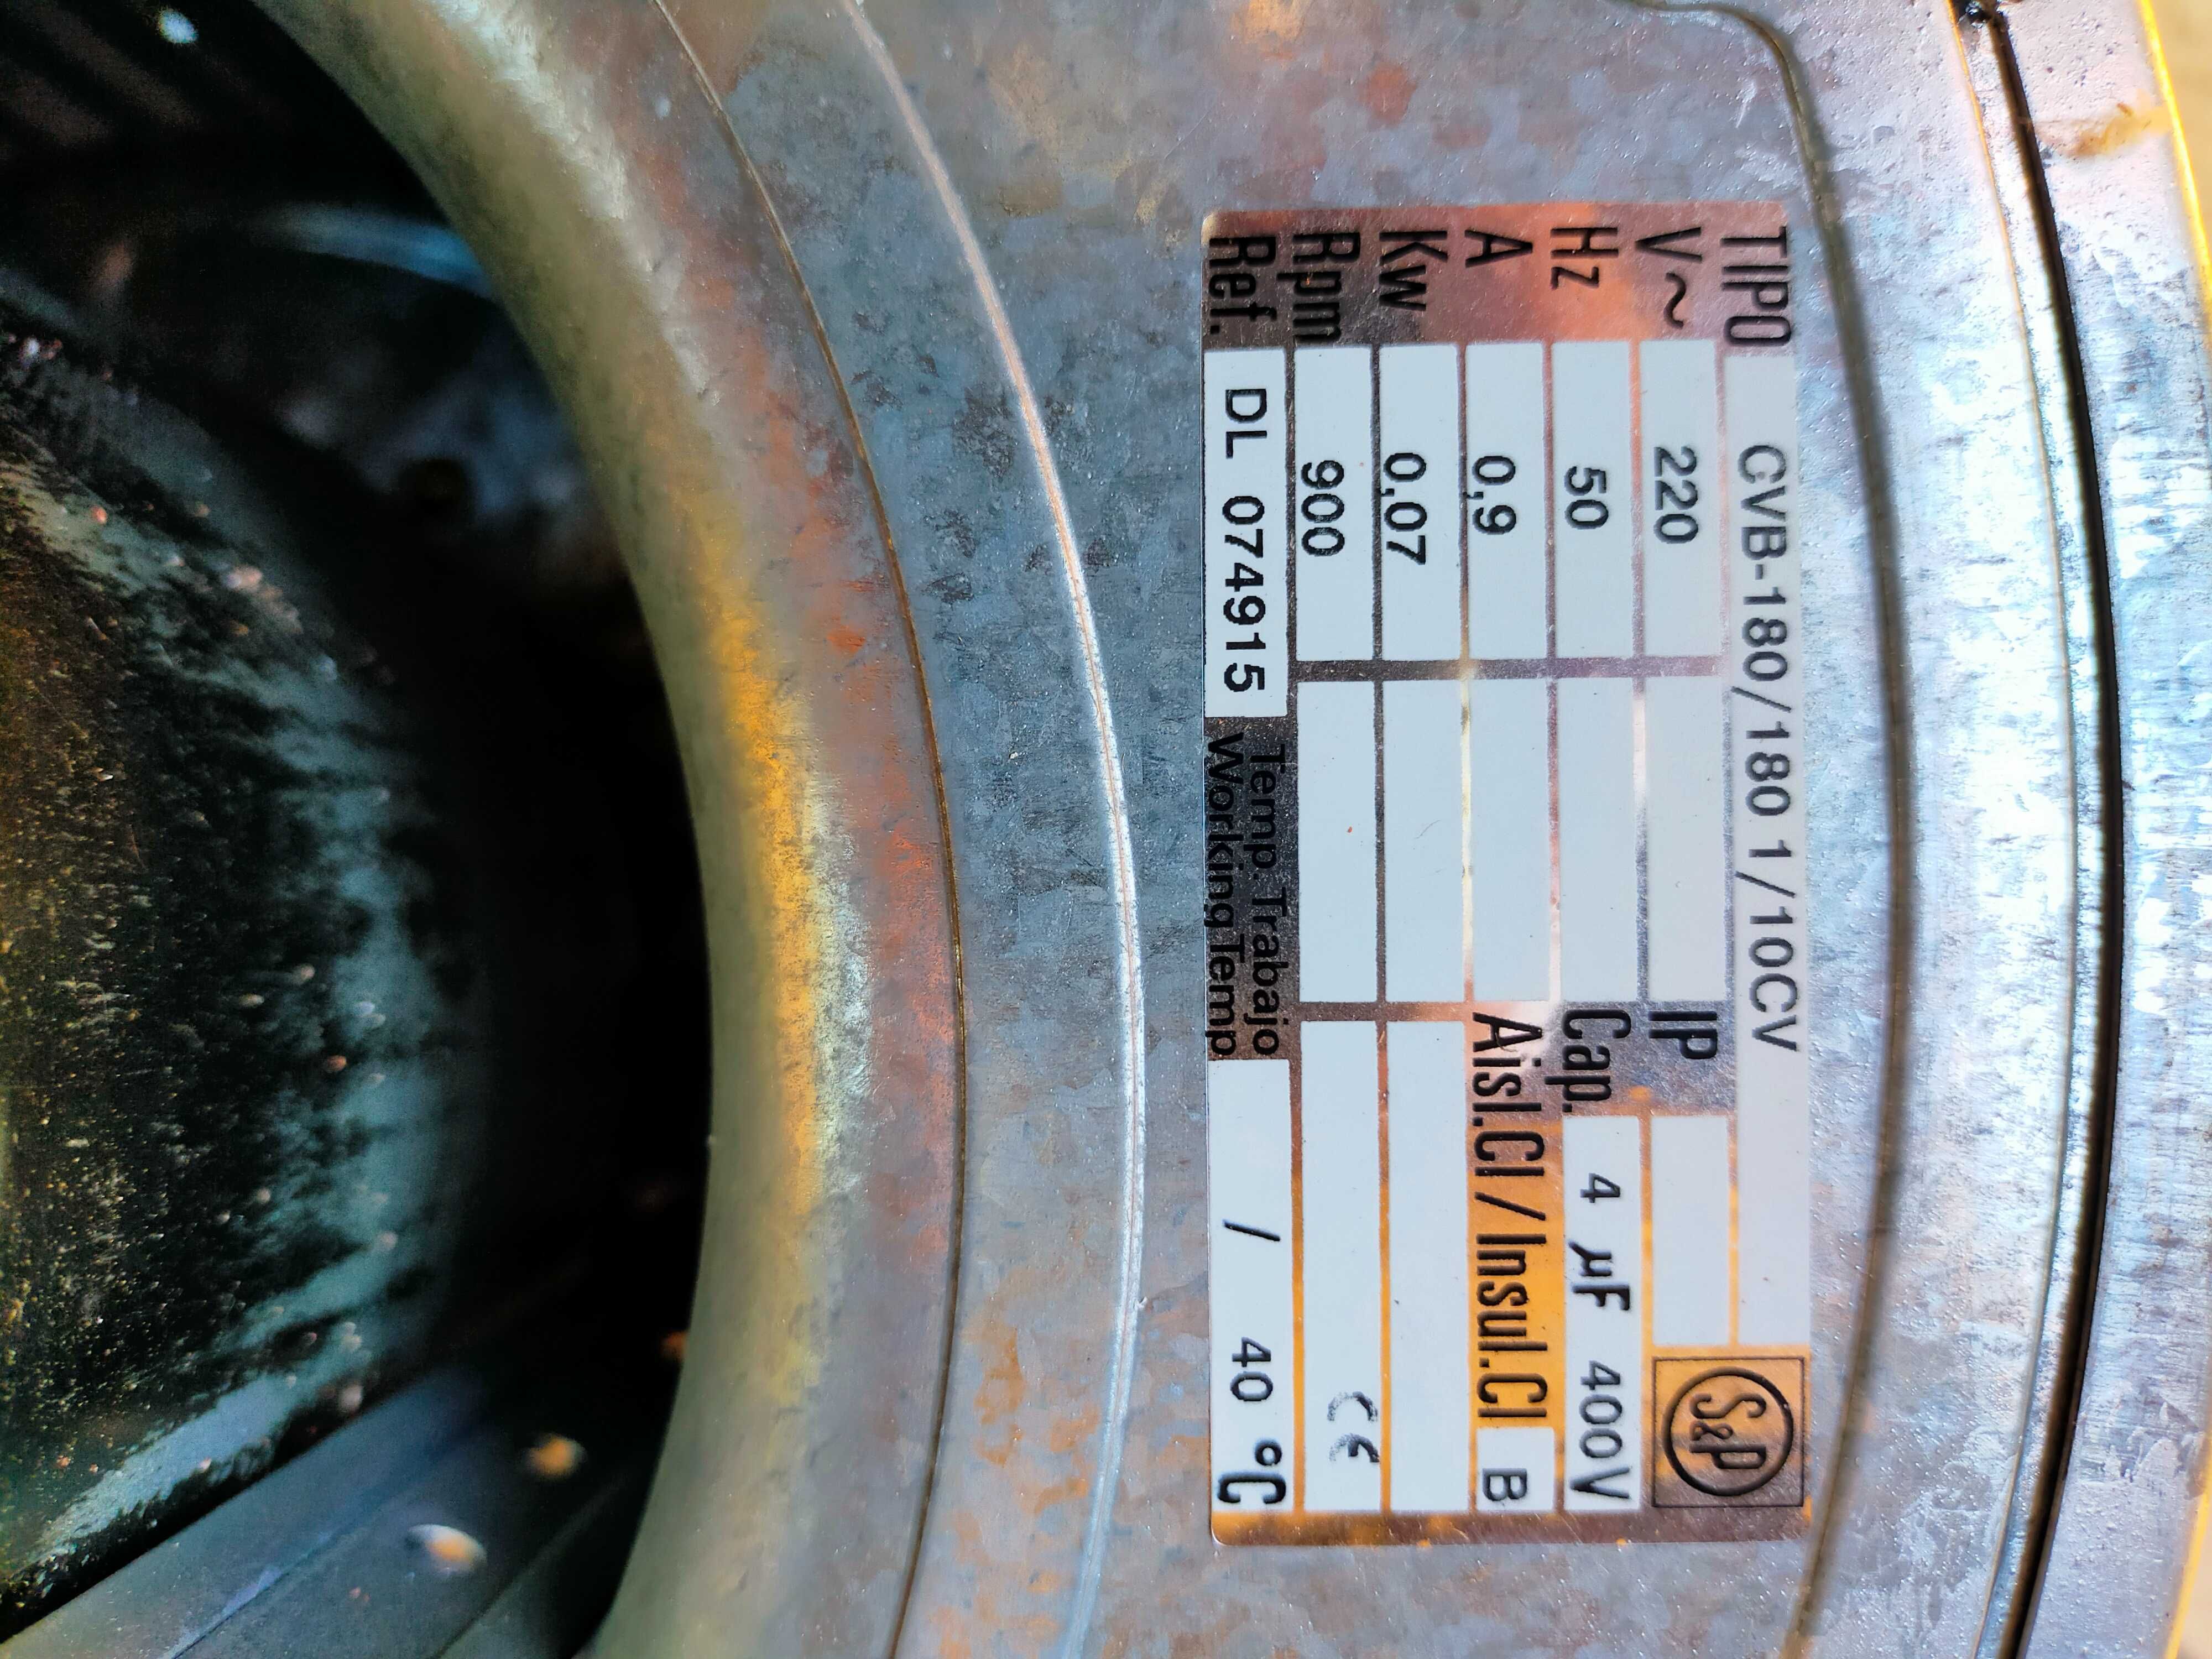 TIPO CVB-180/180 1/10CV
V~ 220 IP
Hz 50 Cap. 4 µF 400V
A 0,9 Aisl.Cl / Insul.Cl B
Kw 0,07
Rpm 900 CE
Ref. DL 074915 Temp. Trabajo
Working Temp / 40 °C
S&P